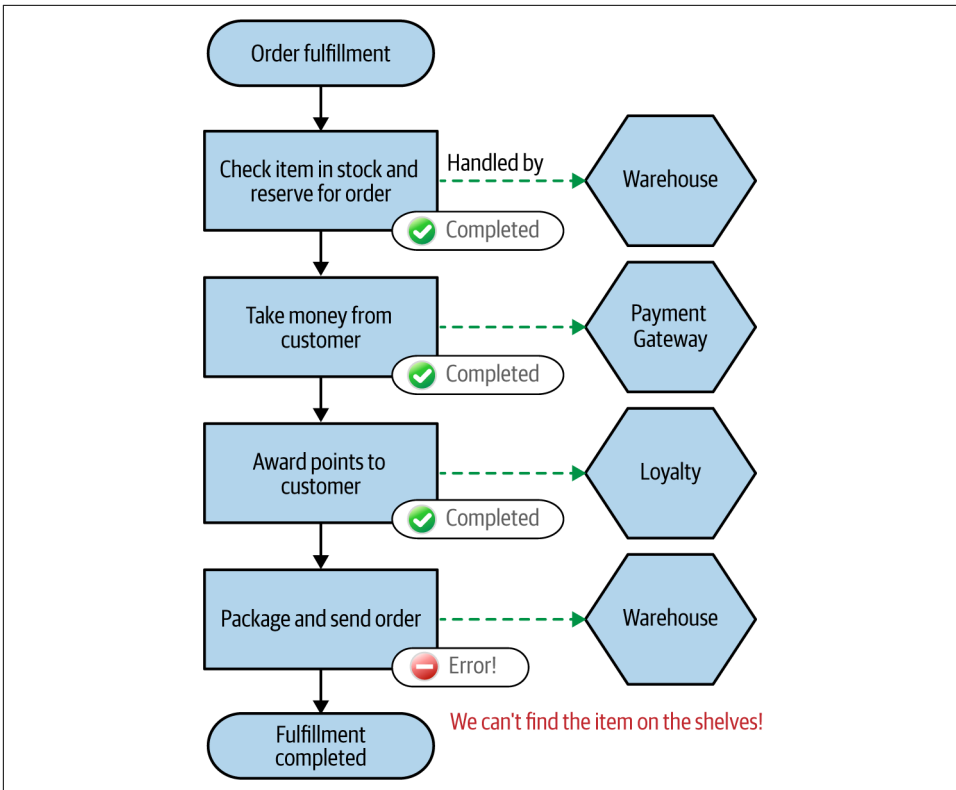 Order fulfillment
Check item in stock and
reserve for order
Handled by
Warehouse
Completed
Take money from
customer
Payment
Gateway
Completed
Award points to
customer
Loyalty
Completed
Package and send order
Warehouse
Error!
We can't find the item on the shelves!
Fulfillment
completed